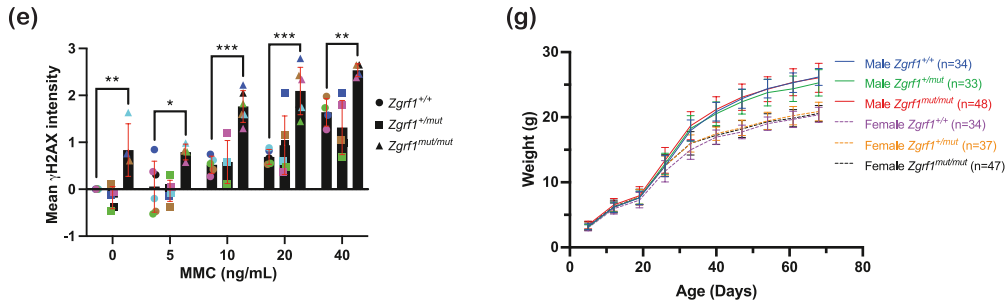 (e)
Mean γH2AX intensity
3
2
1
0
-1
** * *** *** **
0 5 10 20 40
MMC (ng/mL)
Zgrf1+/+
Zgrf1+/mut
Zgrf1mut/mut
(g)
Weight (g)
30
20
10
0
0 20 40 60 80
Age (Days)
Male Zgrf1+/+ (n=34)
Male Zgrf1+/mut (n=33)
Male Zgrf1mut/mut (n=48)
Female Zgrf1+/+ (n=34)
Female Zgrf1+/mut (n=37)
Female Zgrf1mut/mut (n=47)